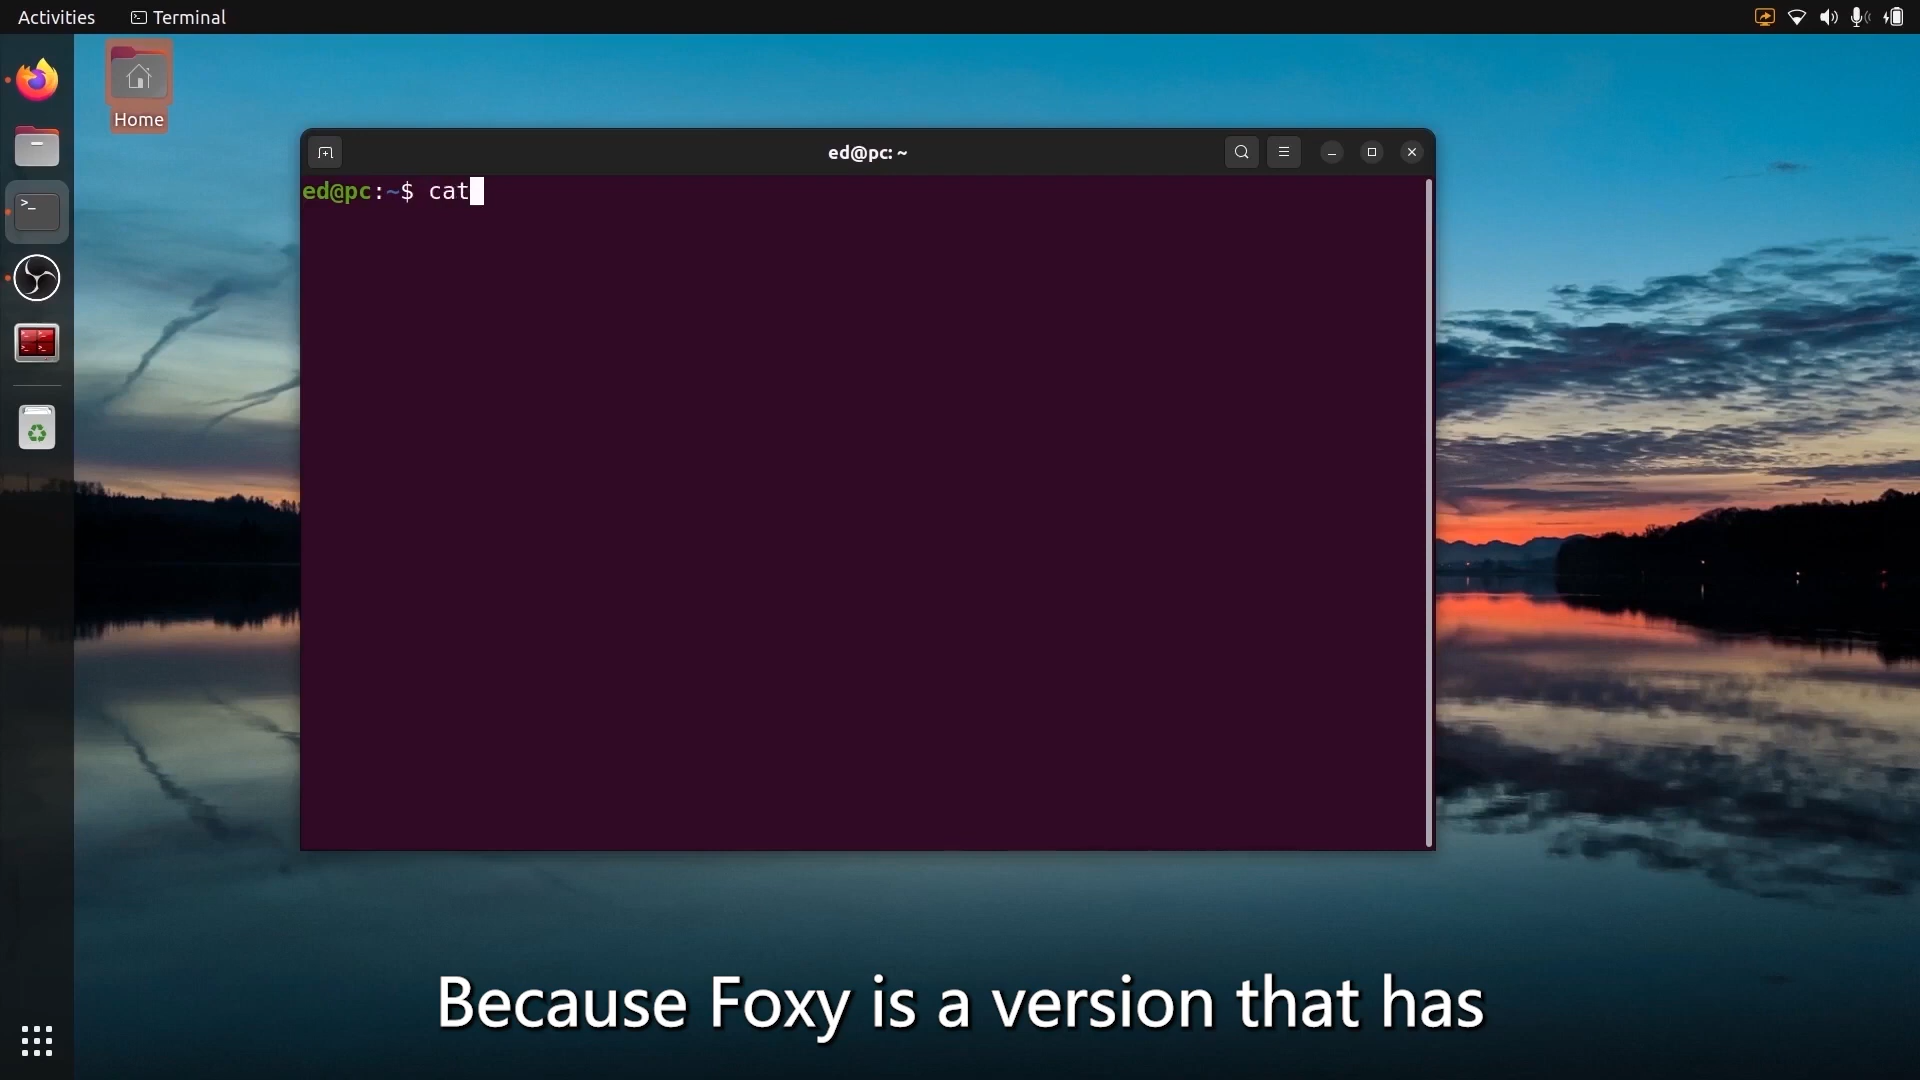 Activities
Terminal
Home
ed@pc: ~
ed@pc:~$ cat
Because Foxy is a version that has